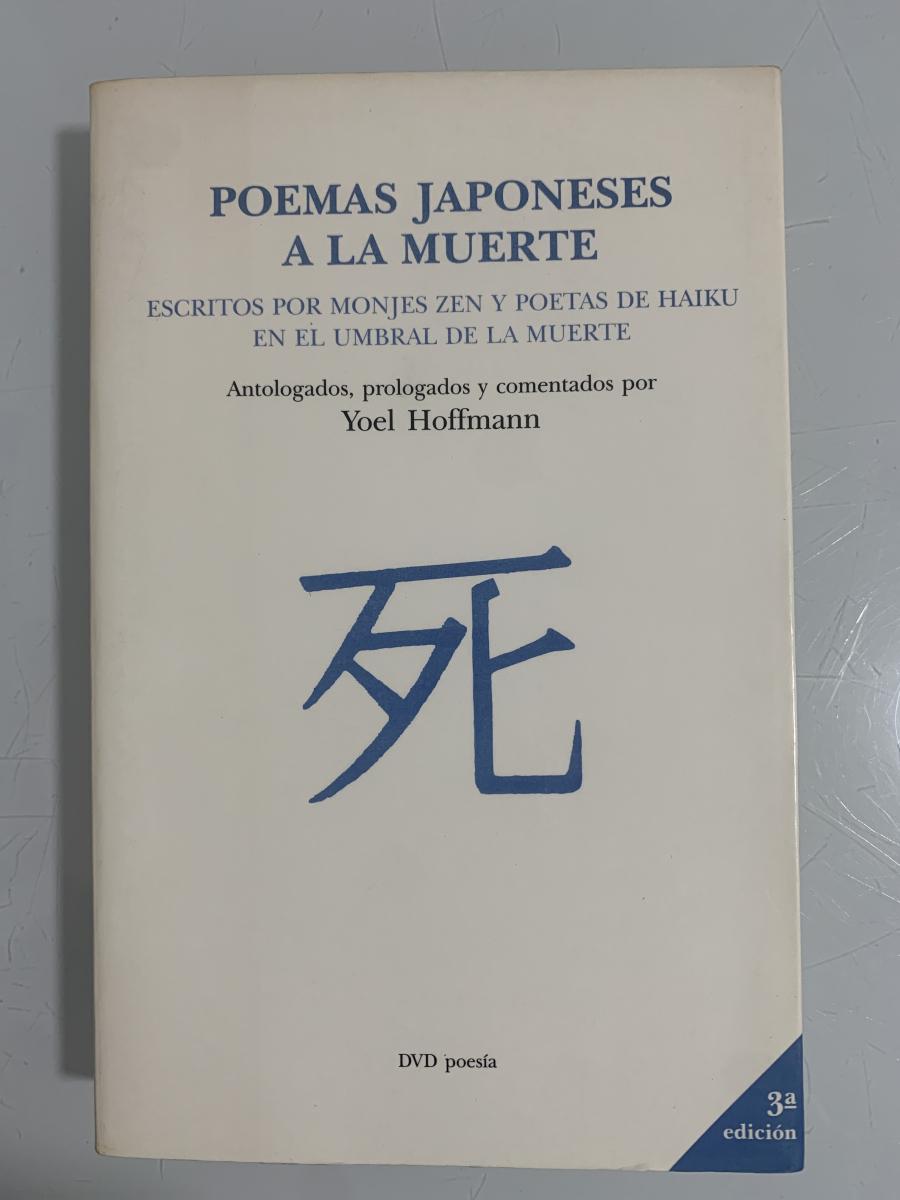 POEMAS JAPONESES
A LA MUERTE
ESCRITOS POR MONJES ZEN Y POETAS DE HAIKU
EN EL UMBRAL DE LA MUERTE
Antologados, prologados y comentados por
Yoel Hoffmann
死
DVD poesía
3ª
edición